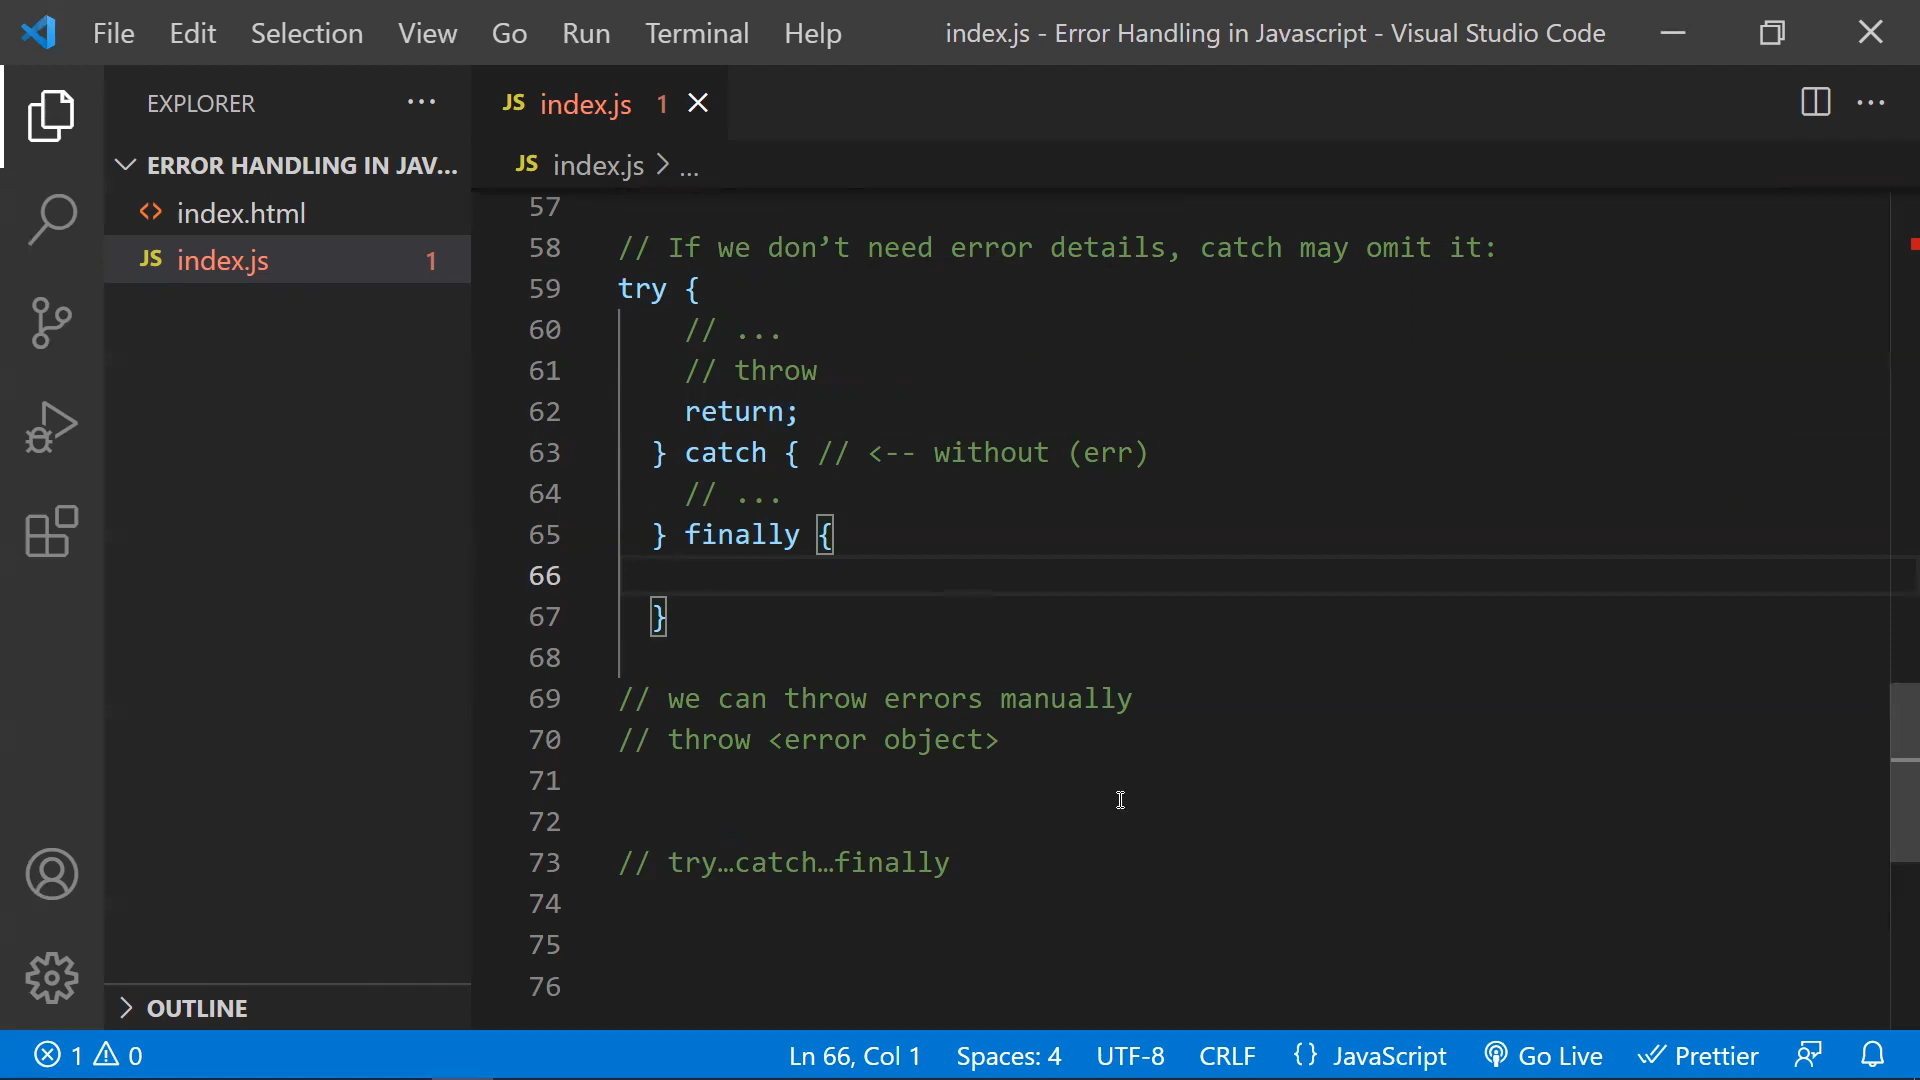 File Edit Selection View Go Run Terminal Help index.js - Error Handling in Javascript - Visual Studio Code
EXPLORER
JS index.js 1
ERROR HANDLING IN JAV...
JS index.js > ...
<> index.html
JS index.js 1
57
58 // If we don’t need error details, catch may omit it:
59 try {
60 // ...
61 // throw
62 return;
63 } catch { // <-- without (err)
64 // ...
65 } finally {
66
67 }
68
69 // we can throw errors manually
70 // throw <error object>
71
72
73 // try…catch…finally
74
75
76
OUTLINE
1 0 Ln 66, Col 1 Spaces: 4 UTF-8 CRLF {} JavaScript Go Live Prettier